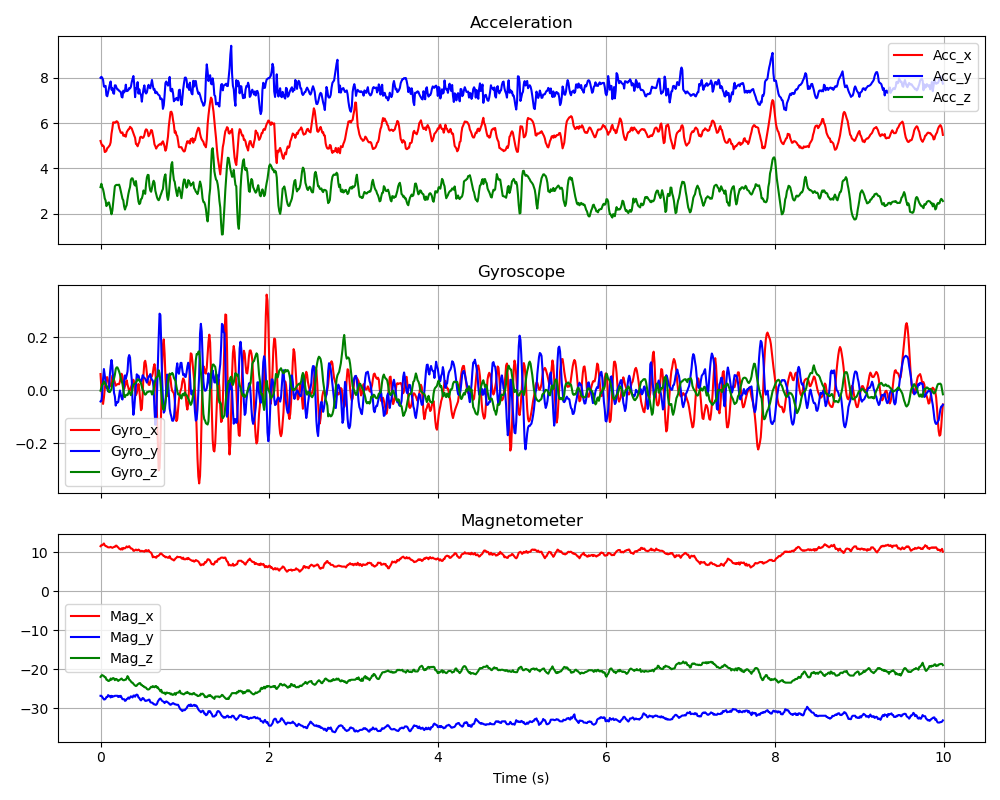 Acceleration
8
6
4
2
Acc_x
Acc_y
Acc_z
Gyroscope
0.2
0.0
−0.2
Gyro_x
Gyro_y
Gyro_z
Magnetometer
10
0
−10
−20
−30
Mag_x
Mag_y
Mag_z
0 2 4 6 8 10
Time (s)